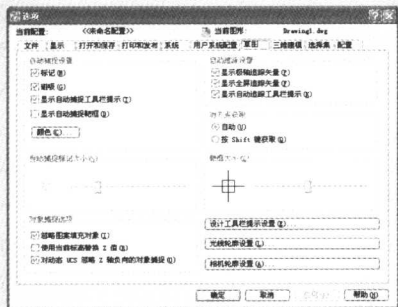 选项
当前配置: <<未命名配置>> 当前图形: Drawing1.dwg
文件 显示 打开和保存 打印和发布 系统 用户系统配置 草图 三维建模 选择集 配置
自动捕捉设置
标记(M)
磁吸(G)
显示自动捕捉工具栏提示(T)
显示自动捕捉靶框(D)
颜色(C)...
自动捕捉标记大小(S)
对象捕捉选项
忽略图案填充对象(I)
使用当前标高替换 Z 值(R)
对动态 UCS 忽略 Z 轴负向的对象捕捉(O)
自动追踪设置
显示极轴追踪矢量(P)
显示全屏追踪矢量(F)
显示自动追踪工具栏提示(K)
对齐点获取
自动(U)
按 Shift 键获取(Q)
靶框大小(Z)
设计工具栏提示设置(E)...
光线轮廓设置(L)...
相机轮廓设置(A)...
确定 取消 应用(A) 帮助(H)